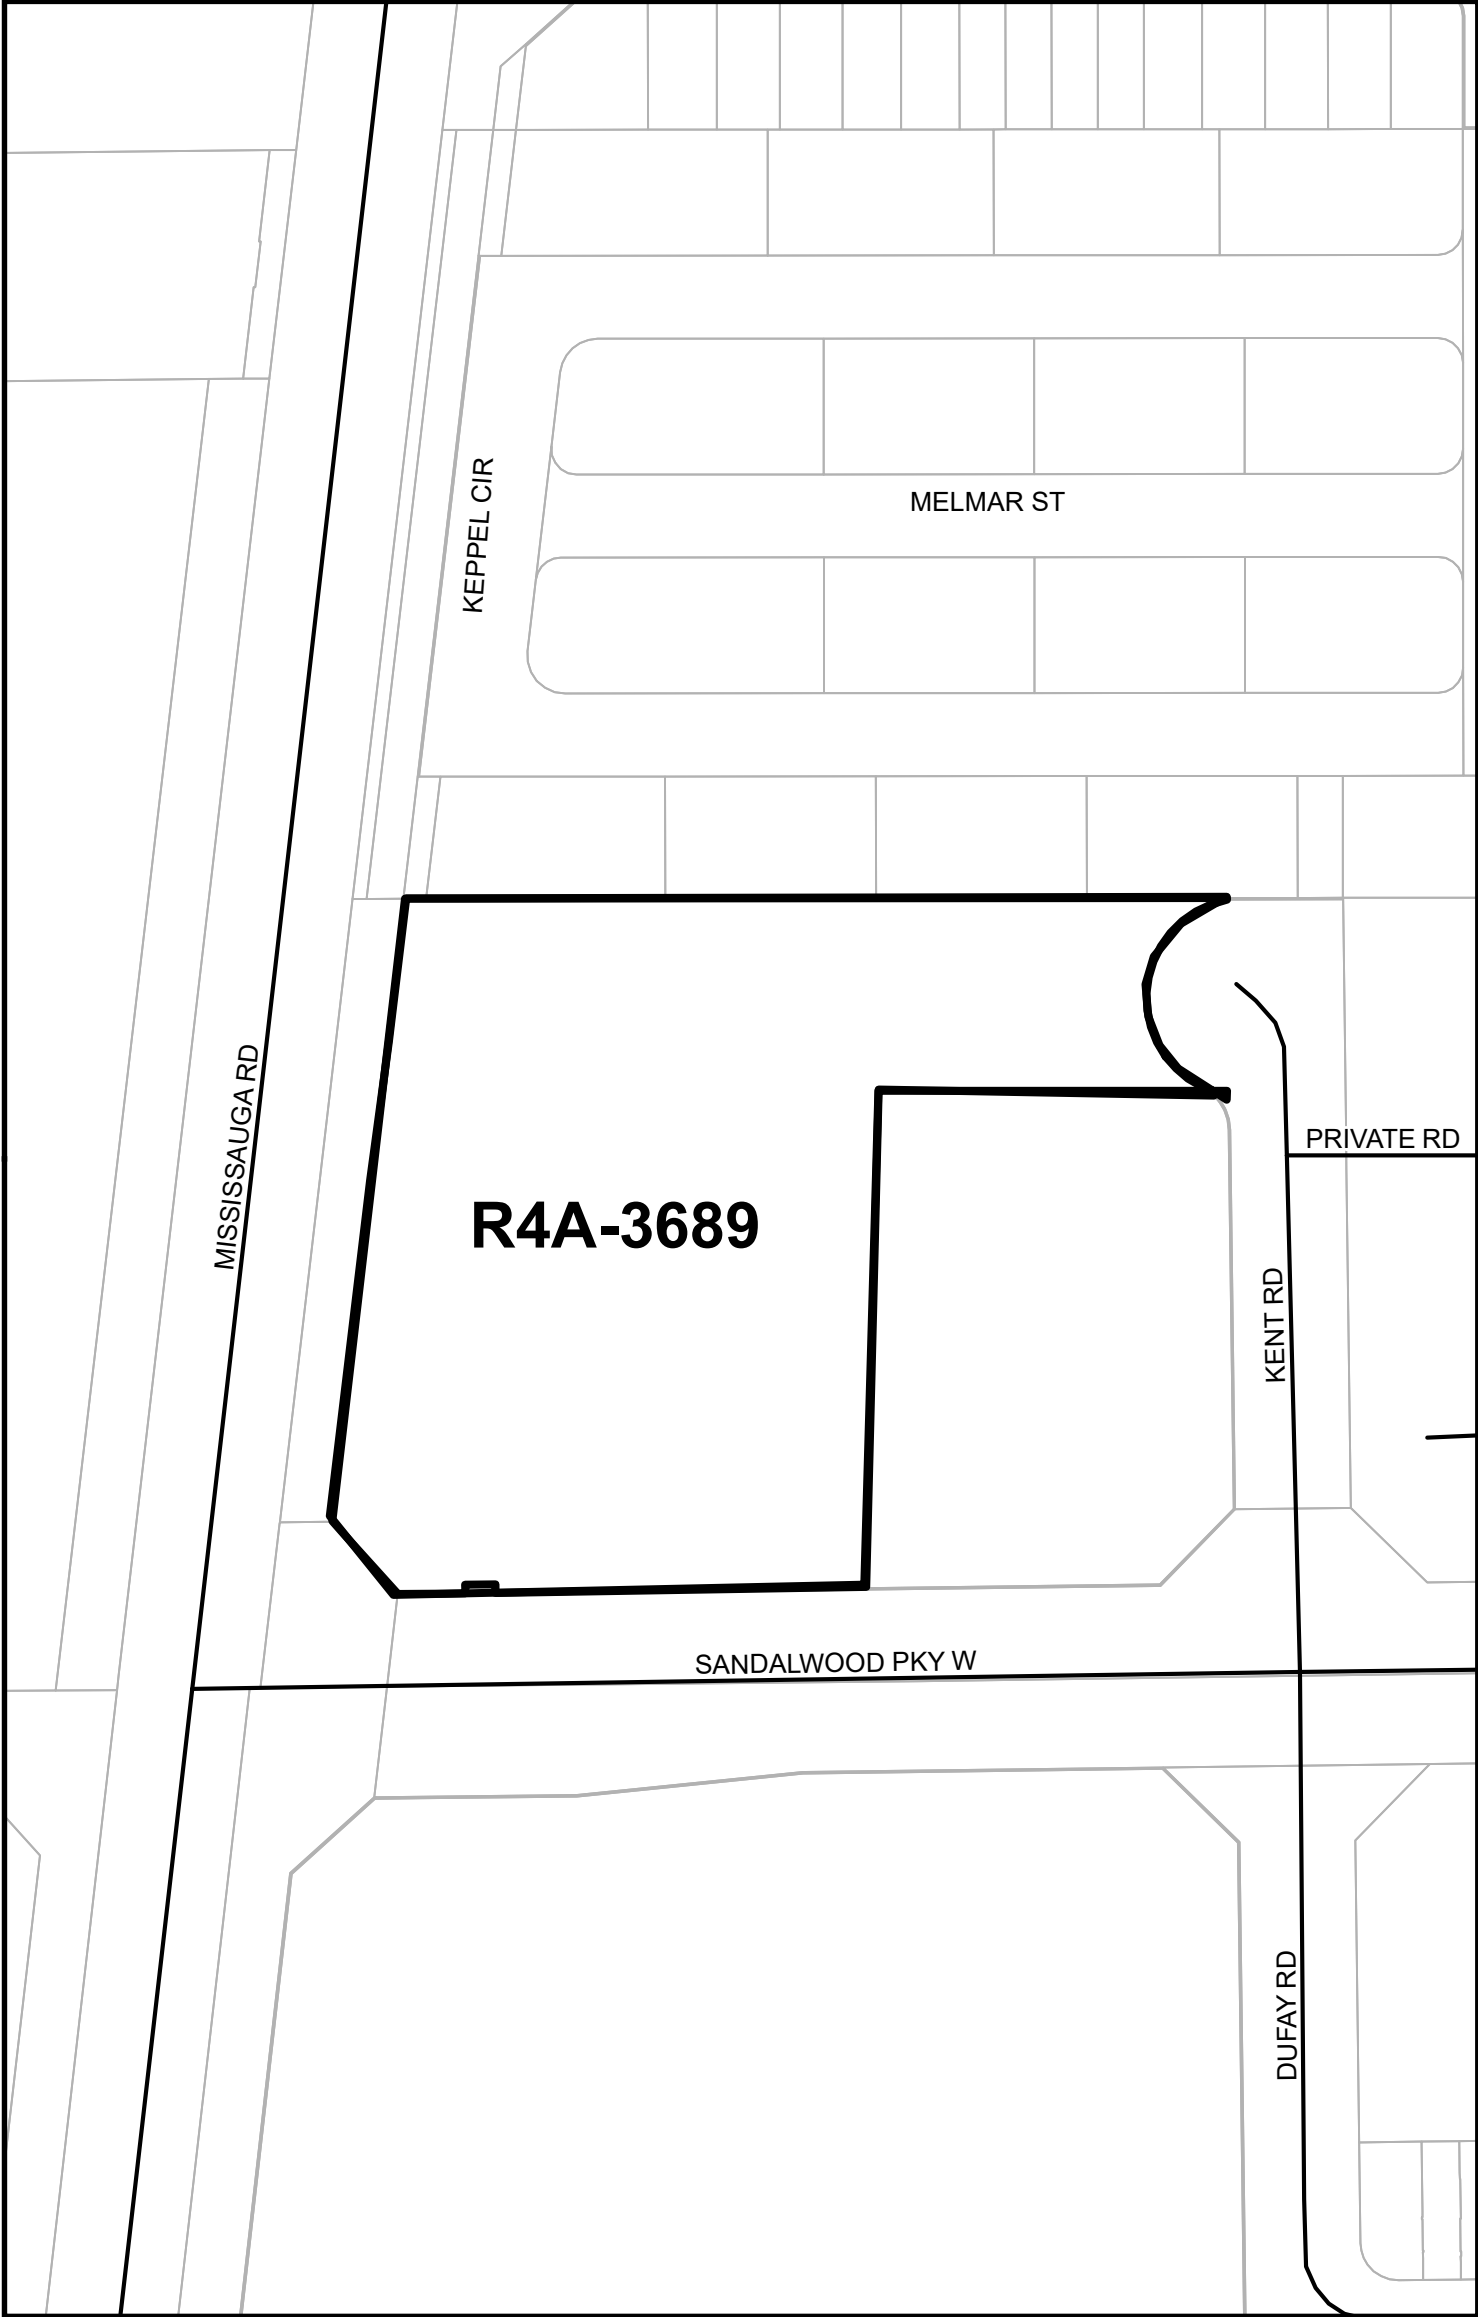 KEPPEL CIR
MELMAR ST
MISSISSAUGA RD
PRIVATE RD
R4A-3689
KENT RD
SANDALWOOD PKY W
DUFAY RD